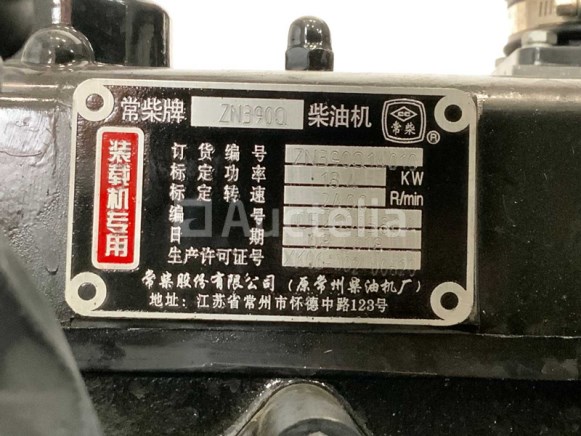 常柴牌 ZN390Q 柴油机
常柴 ®
装载机专用
订货编号
标定功率 KW
标定转速 R/min
编 号
日 期
生产许可证号
Auctelia
常柴股份有限公司（原常州柴油机厂）
地址：江苏省常州市怀德中路123号